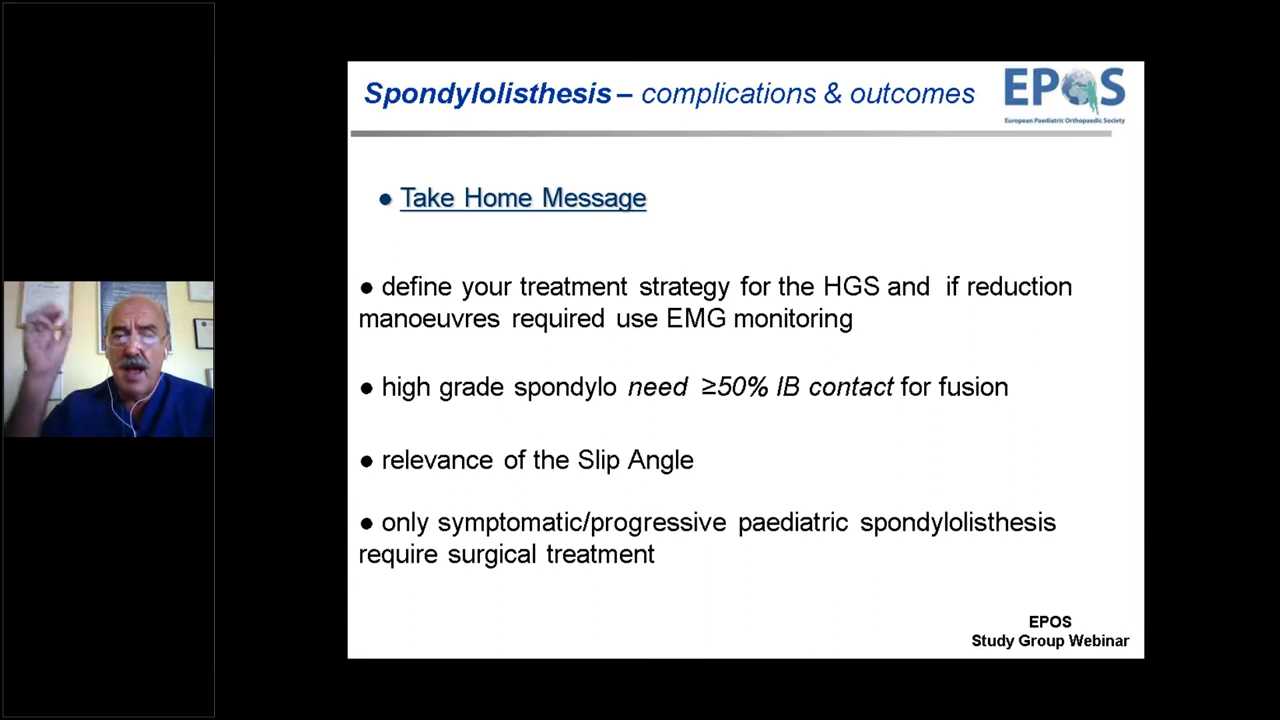 Spondylolisthesis – complications & outcomes
EPOS
European Paediatric Orthopaedic Society
● Take Home Message
● define your treatment strategy for the HGS and if reduction
manoeuvres required use EMG monitoring
● high grade spondylo need ≥50% IB contact for fusion
● relevance of the Slip Angle
● only symptomatic/progressive paediatric spondylolisthesis
require surgical treatment
EPOS
Study Group Webinar